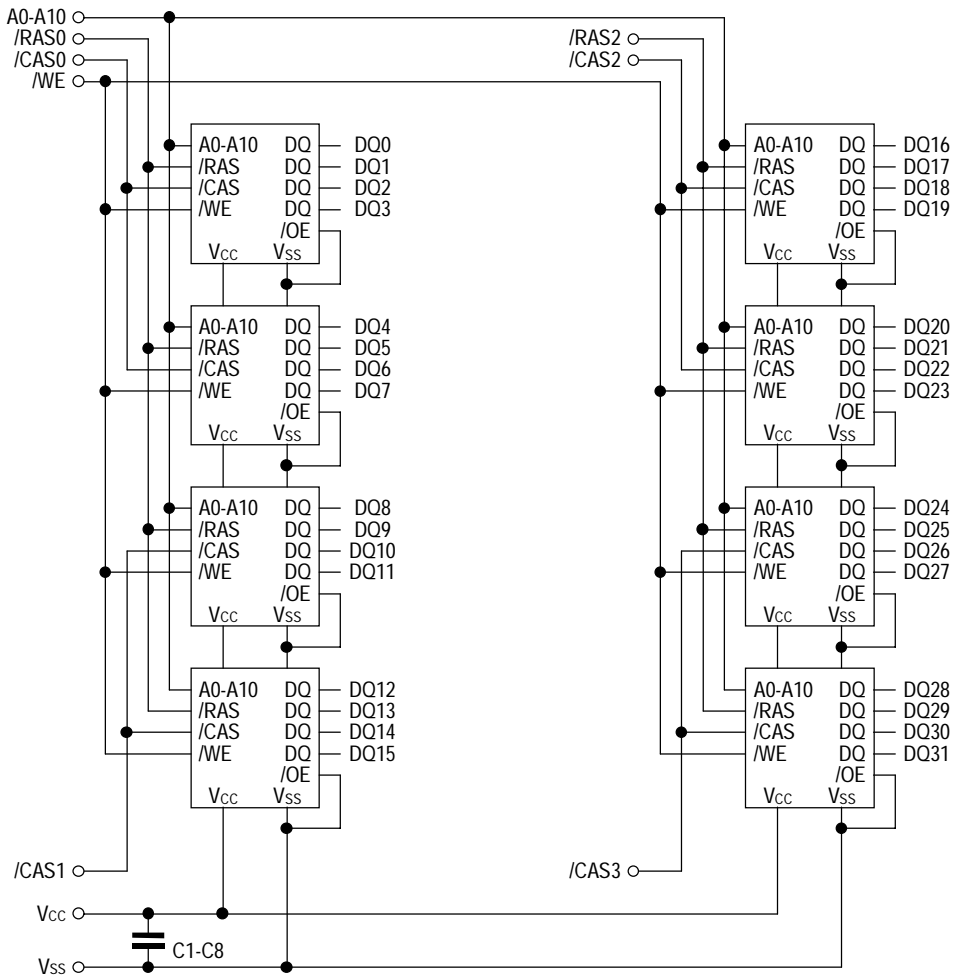 A0-A10
/RAS0
/CAS0
/WE
/RAS2
/CAS2
A0-A10 DQ DQ0
/RAS DQ DQ1
/CAS DQ DQ2
/WE DQ DQ3
/OE
VCC VSS
A0-A10 DQ DQ16
/RAS DQ DQ17
/CAS DQ DQ18
/WE DQ DQ19
/OE
VCC VSS
A0-A10 DQ DQ4
/RAS DQ DQ5
/CAS DQ DQ6
/WE DQ DQ7
/OE
VCC VSS
A0-A10 DQ DQ20
/RAS DQ DQ21
/CAS DQ DQ22
/WE DQ DQ23
/OE
VCC VSS
A0-A10 DQ DQ8
/RAS DQ DQ9
/CAS DQ DQ10
/WE DQ DQ11
/OE
VCC VSS
A0-A10 DQ DQ24
/RAS DQ DQ25
/CAS DQ DQ26
/WE DQ DQ27
/OE
VCC VSS
A0-A10 DQ DQ12
/RAS DQ DQ13
/CAS DQ DQ14
/WE DQ DQ15
/OE
VCC VSS
A0-A10 DQ DQ28
/RAS DQ DQ29
/CAS DQ DQ30
/WE DQ DQ31
/OE
VCC VSS
/CAS1
/CAS3
VCC
C1-C8
VSS